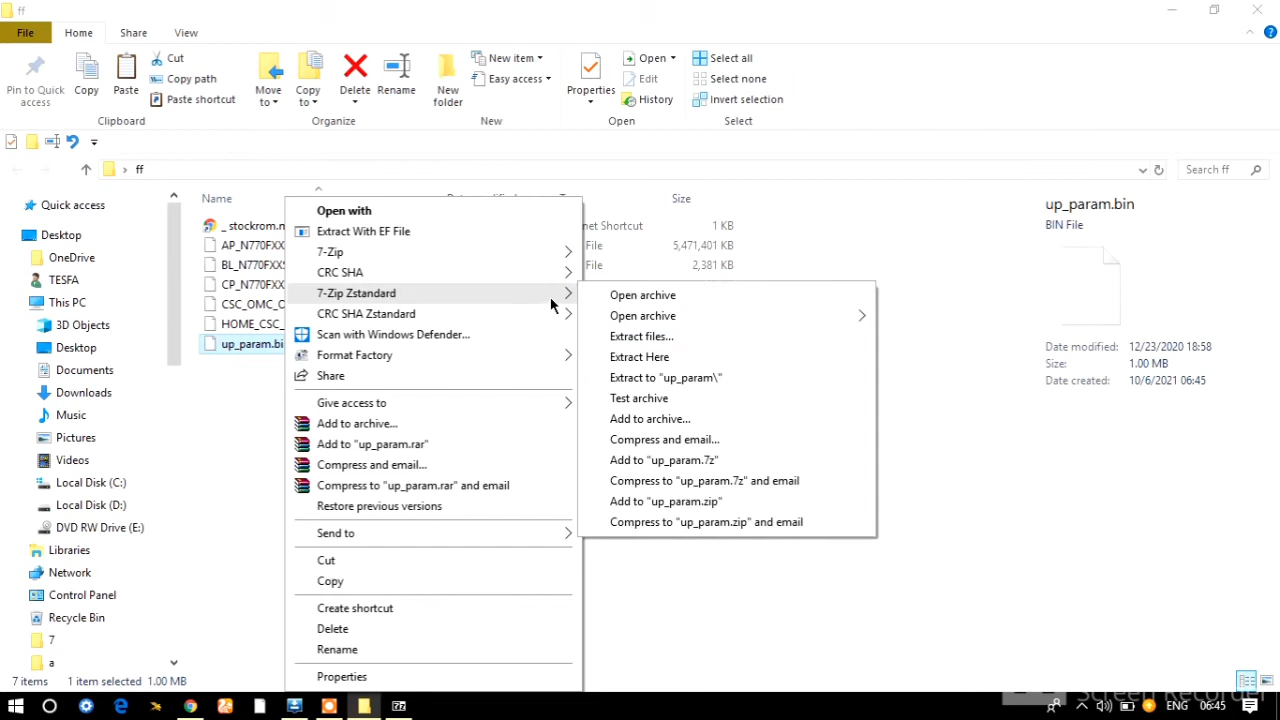 ff
File Home Share View
Pin to Quick access
Copy
Paste
Cut
Copy path
Paste shortcut
Clipboard
Move to
Copy to
Delete
Rename
Organize
New folder
New item
Easy access
New
Properties
Open
Edit
History
Open
Select all
Select none
Invert selection
Select
ff
Search ff
Quick access
Desktop
OneDrive
TESFA
This PC
3D Objects
Desktop
Documents
Downloads
Music
Pictures
Videos
Local Disk (C:)
Local Disk (D:)
DVD RW Drive (E:)
Libraries
Network
Control Panel
Recycle Bin
7
a
Name Size
_ stockrom.n net Shortcut 1 KB
AP_N770FXX File 5,471,401 KB
BL_N770FXXS File 2,381 KB
CP_N770FXX
CSC_OMC_O
HOME_CSC_
up_param.bi
Open with
Extract With EF File
7-Zip
CRC SHA
7-Zip Zstandard
CRC SHA Zstandard
Scan with Windows Defender...
Format Factory
Share
Give access to
Add to archive...
Add to "up_param.rar"
Compress and email...
Compress to "up_param.rar" and email
Restore previous versions
Send to
Cut
Copy
Create shortcut
Delete
Rename
Properties
Open archive
Open archive
Extract files...
Extract Here
Extract to "up_param\"
Test archive
Add to archive...
Compress and email...
Add to "up_param.7z"
Compress to "up_param.7z" and email
Add to "up_param.zip"
Compress to "up_param.zip" and email
up_param.bin
BIN File
Date modified: 12/23/2020 18:58
Size: 1.00 MB
Date created: 10/6/2021 06:45
7 items 1 item selected 1.00 MB
Screen Recorder
ENG 06:45